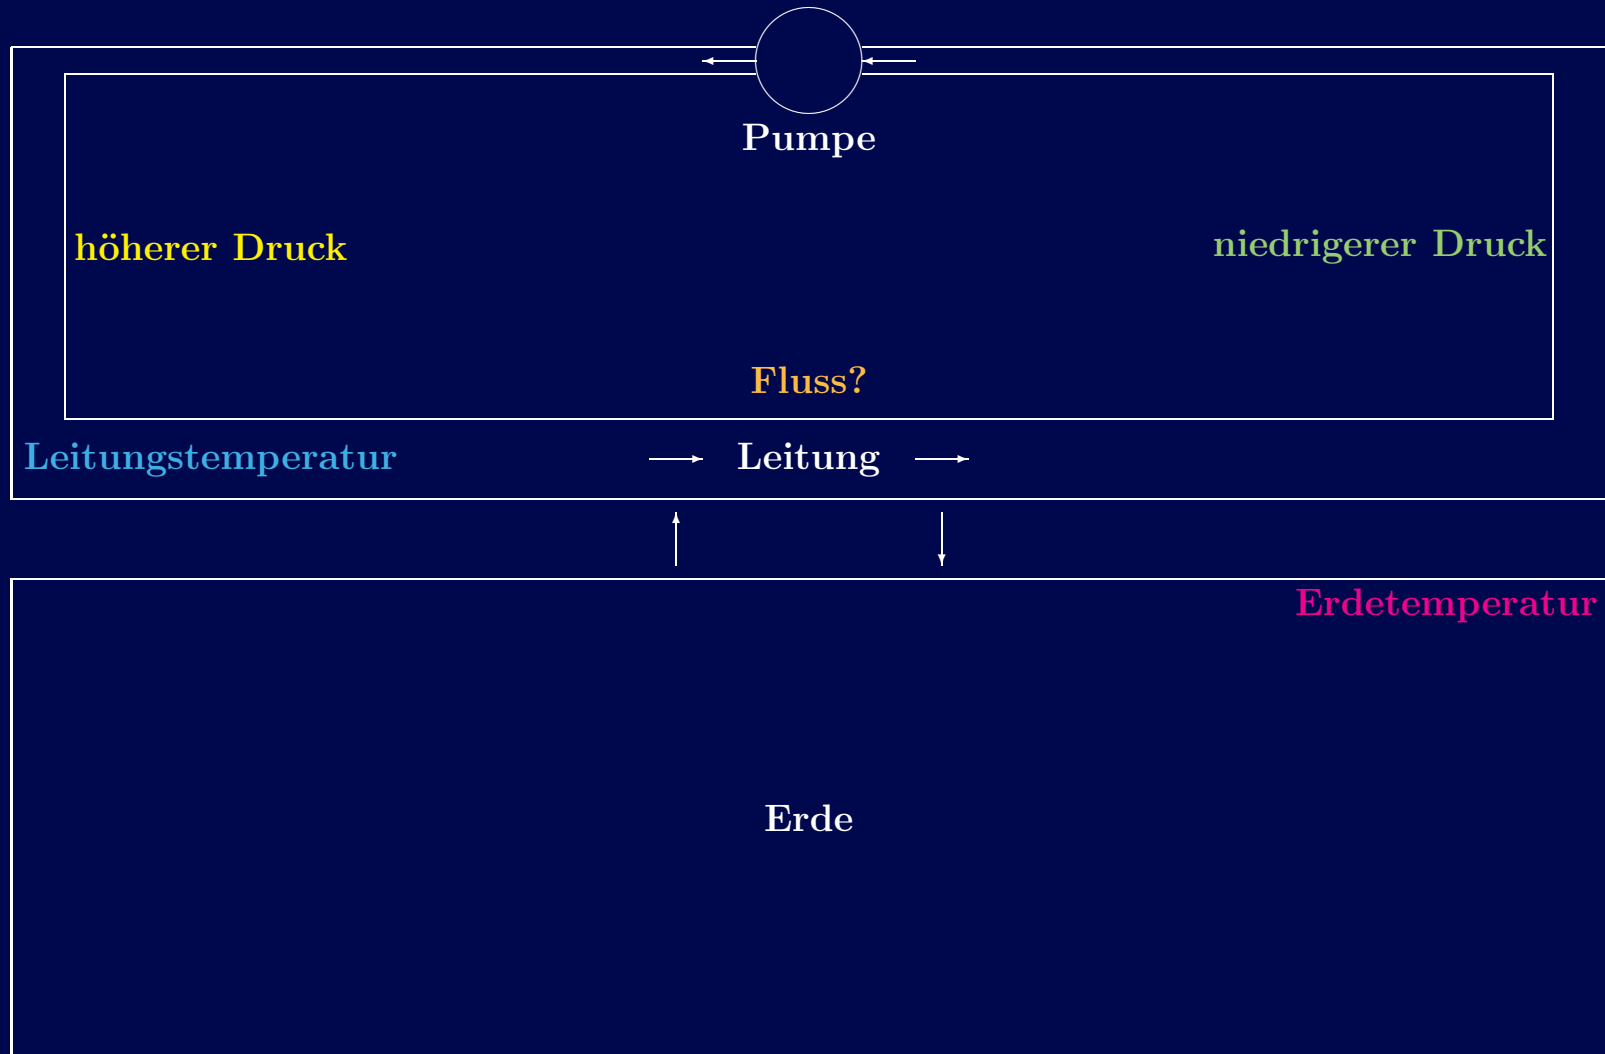 Pumpe
höherer Druck
niedrigerer Druck
Fluss?
Leitungstemperatur
Leitung
Erdetemperatur
Erde